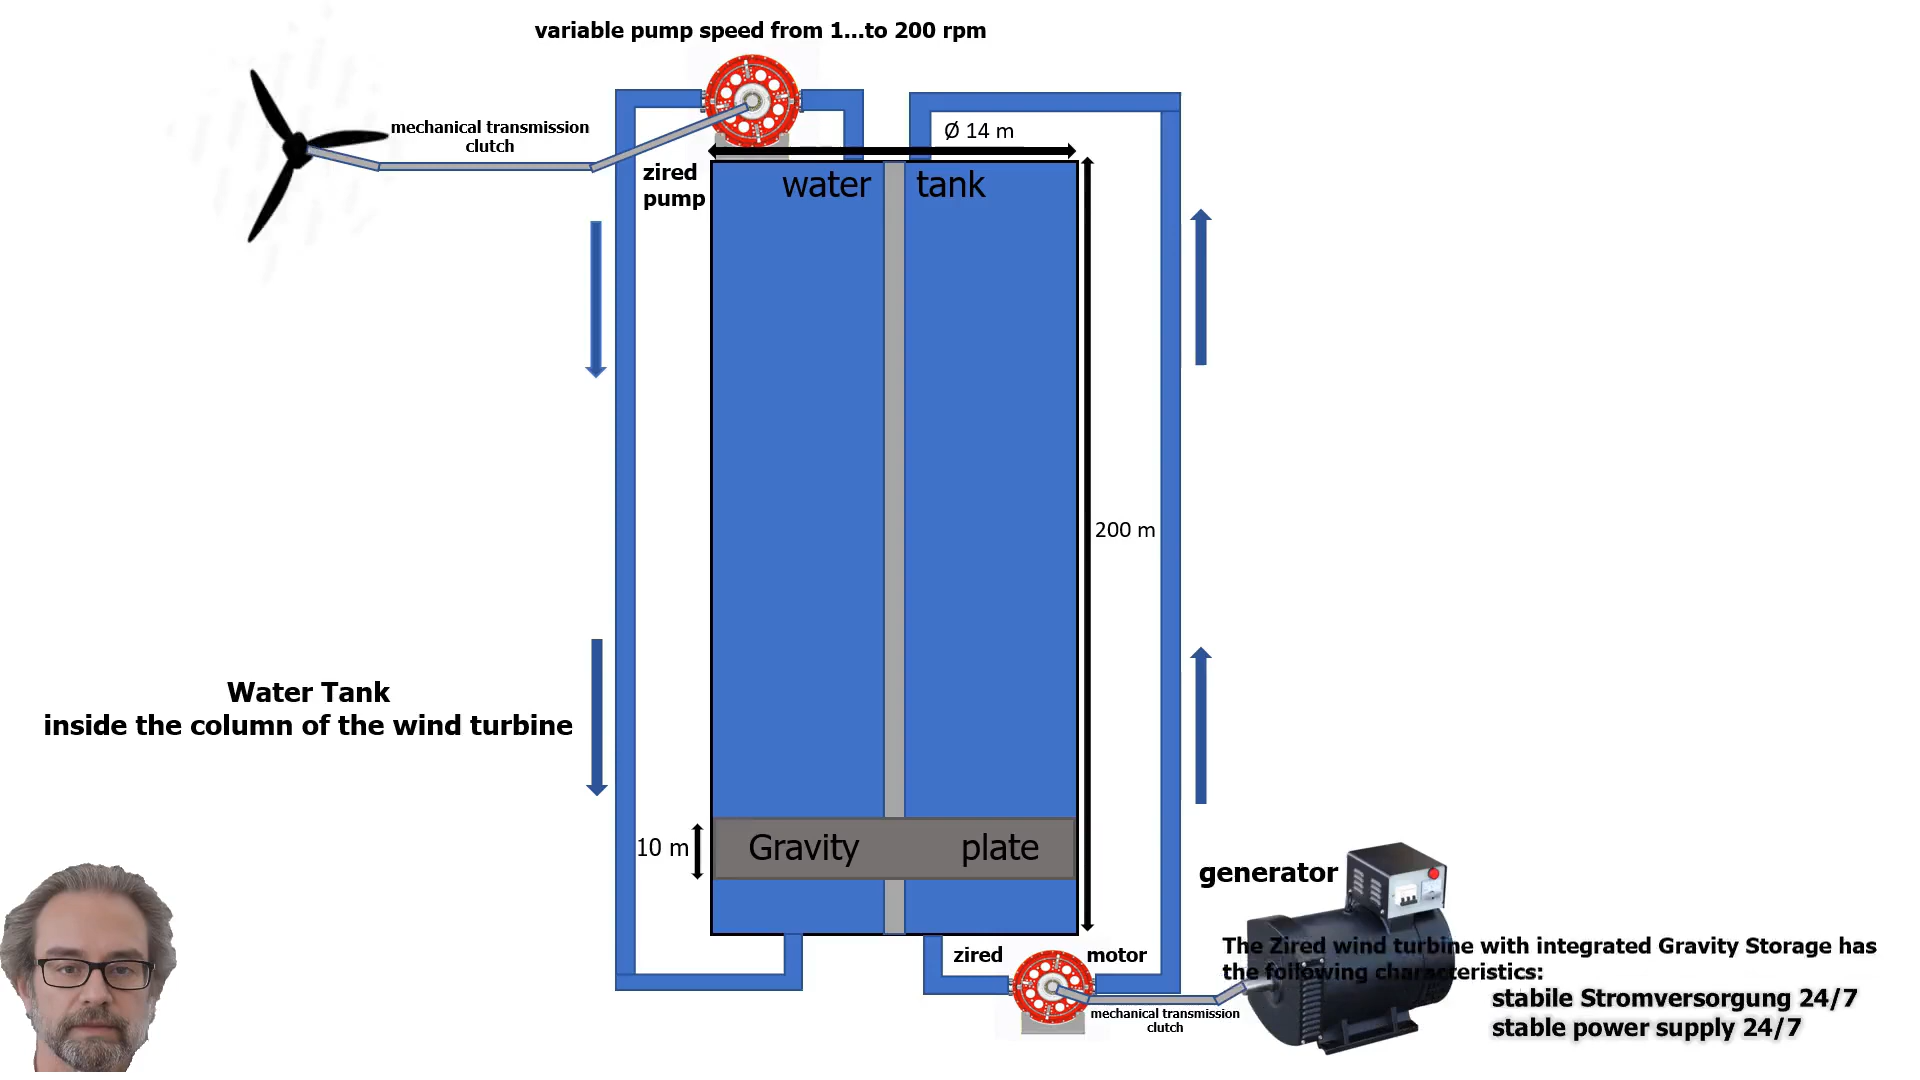 variable pump speed from 1...to 200 rpm
mechanical transmission
clutch
Ø 14 m
zired
pump
water tank
200 m
Water Tank
inside the column of the wind turbine
10 m
Gravity plate
generator
zired motor
mechanical transmission
clutch
The Zired wind turbine with integrated Gravity Storage has
the following characteristics:
stabile Stromversorgung 24/7
stable power supply 24/7